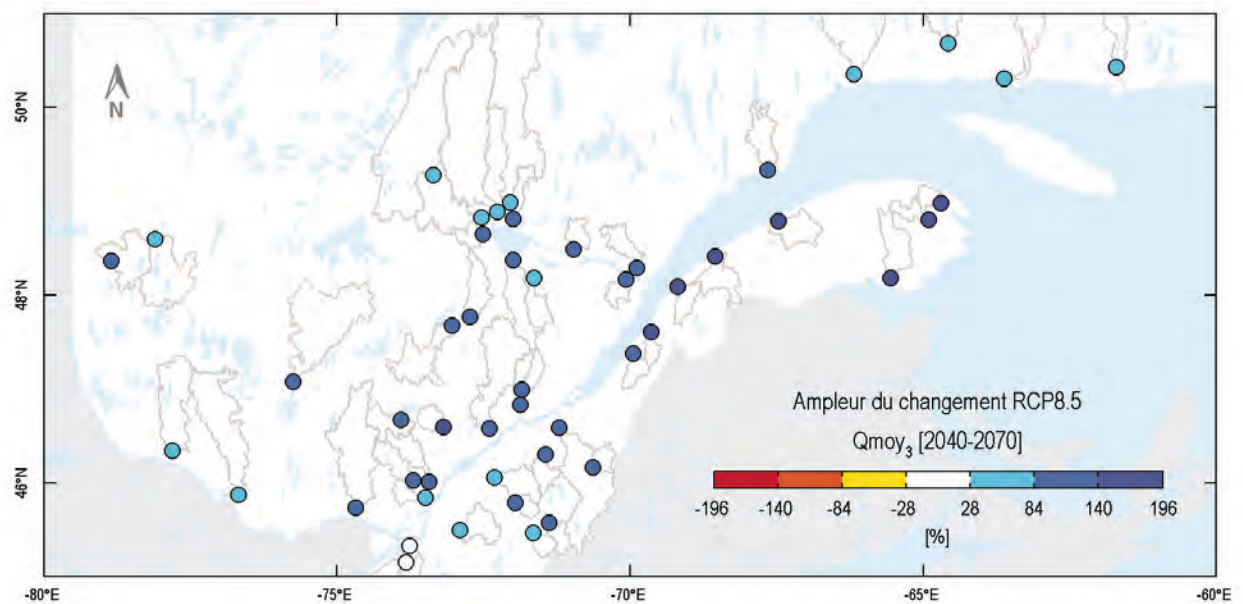 50°N
48°N
46°N
N
Ampleur du changement RCP8.5
Qmoy₃ [2040-2070]
-196 -140 -84 -28 28 84 140 196
[%]
-80°E -75°E -70°E -65°E -60°E